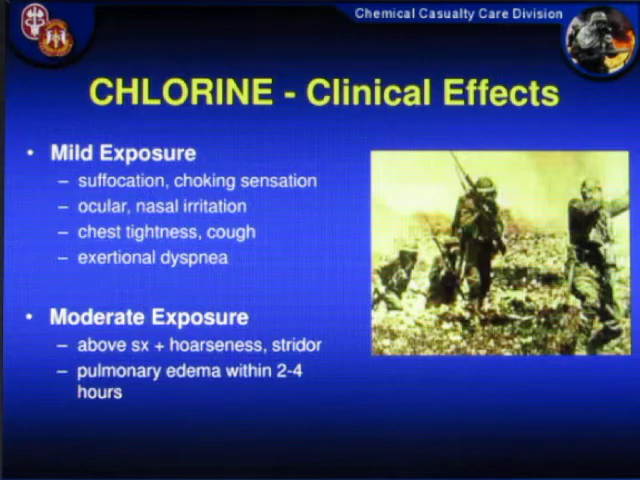 Chemical Casualty Care Division
CHLORINE - Clinical Effects
• Mild Exposure
– suffocation, choking sensation
– ocular, nasal irritation
– chest tightness, cough
– exertional dyspnea
• Moderate Exposure
– above sx + hoarseness, stridor
– pulmonary edema within 2-4
hours